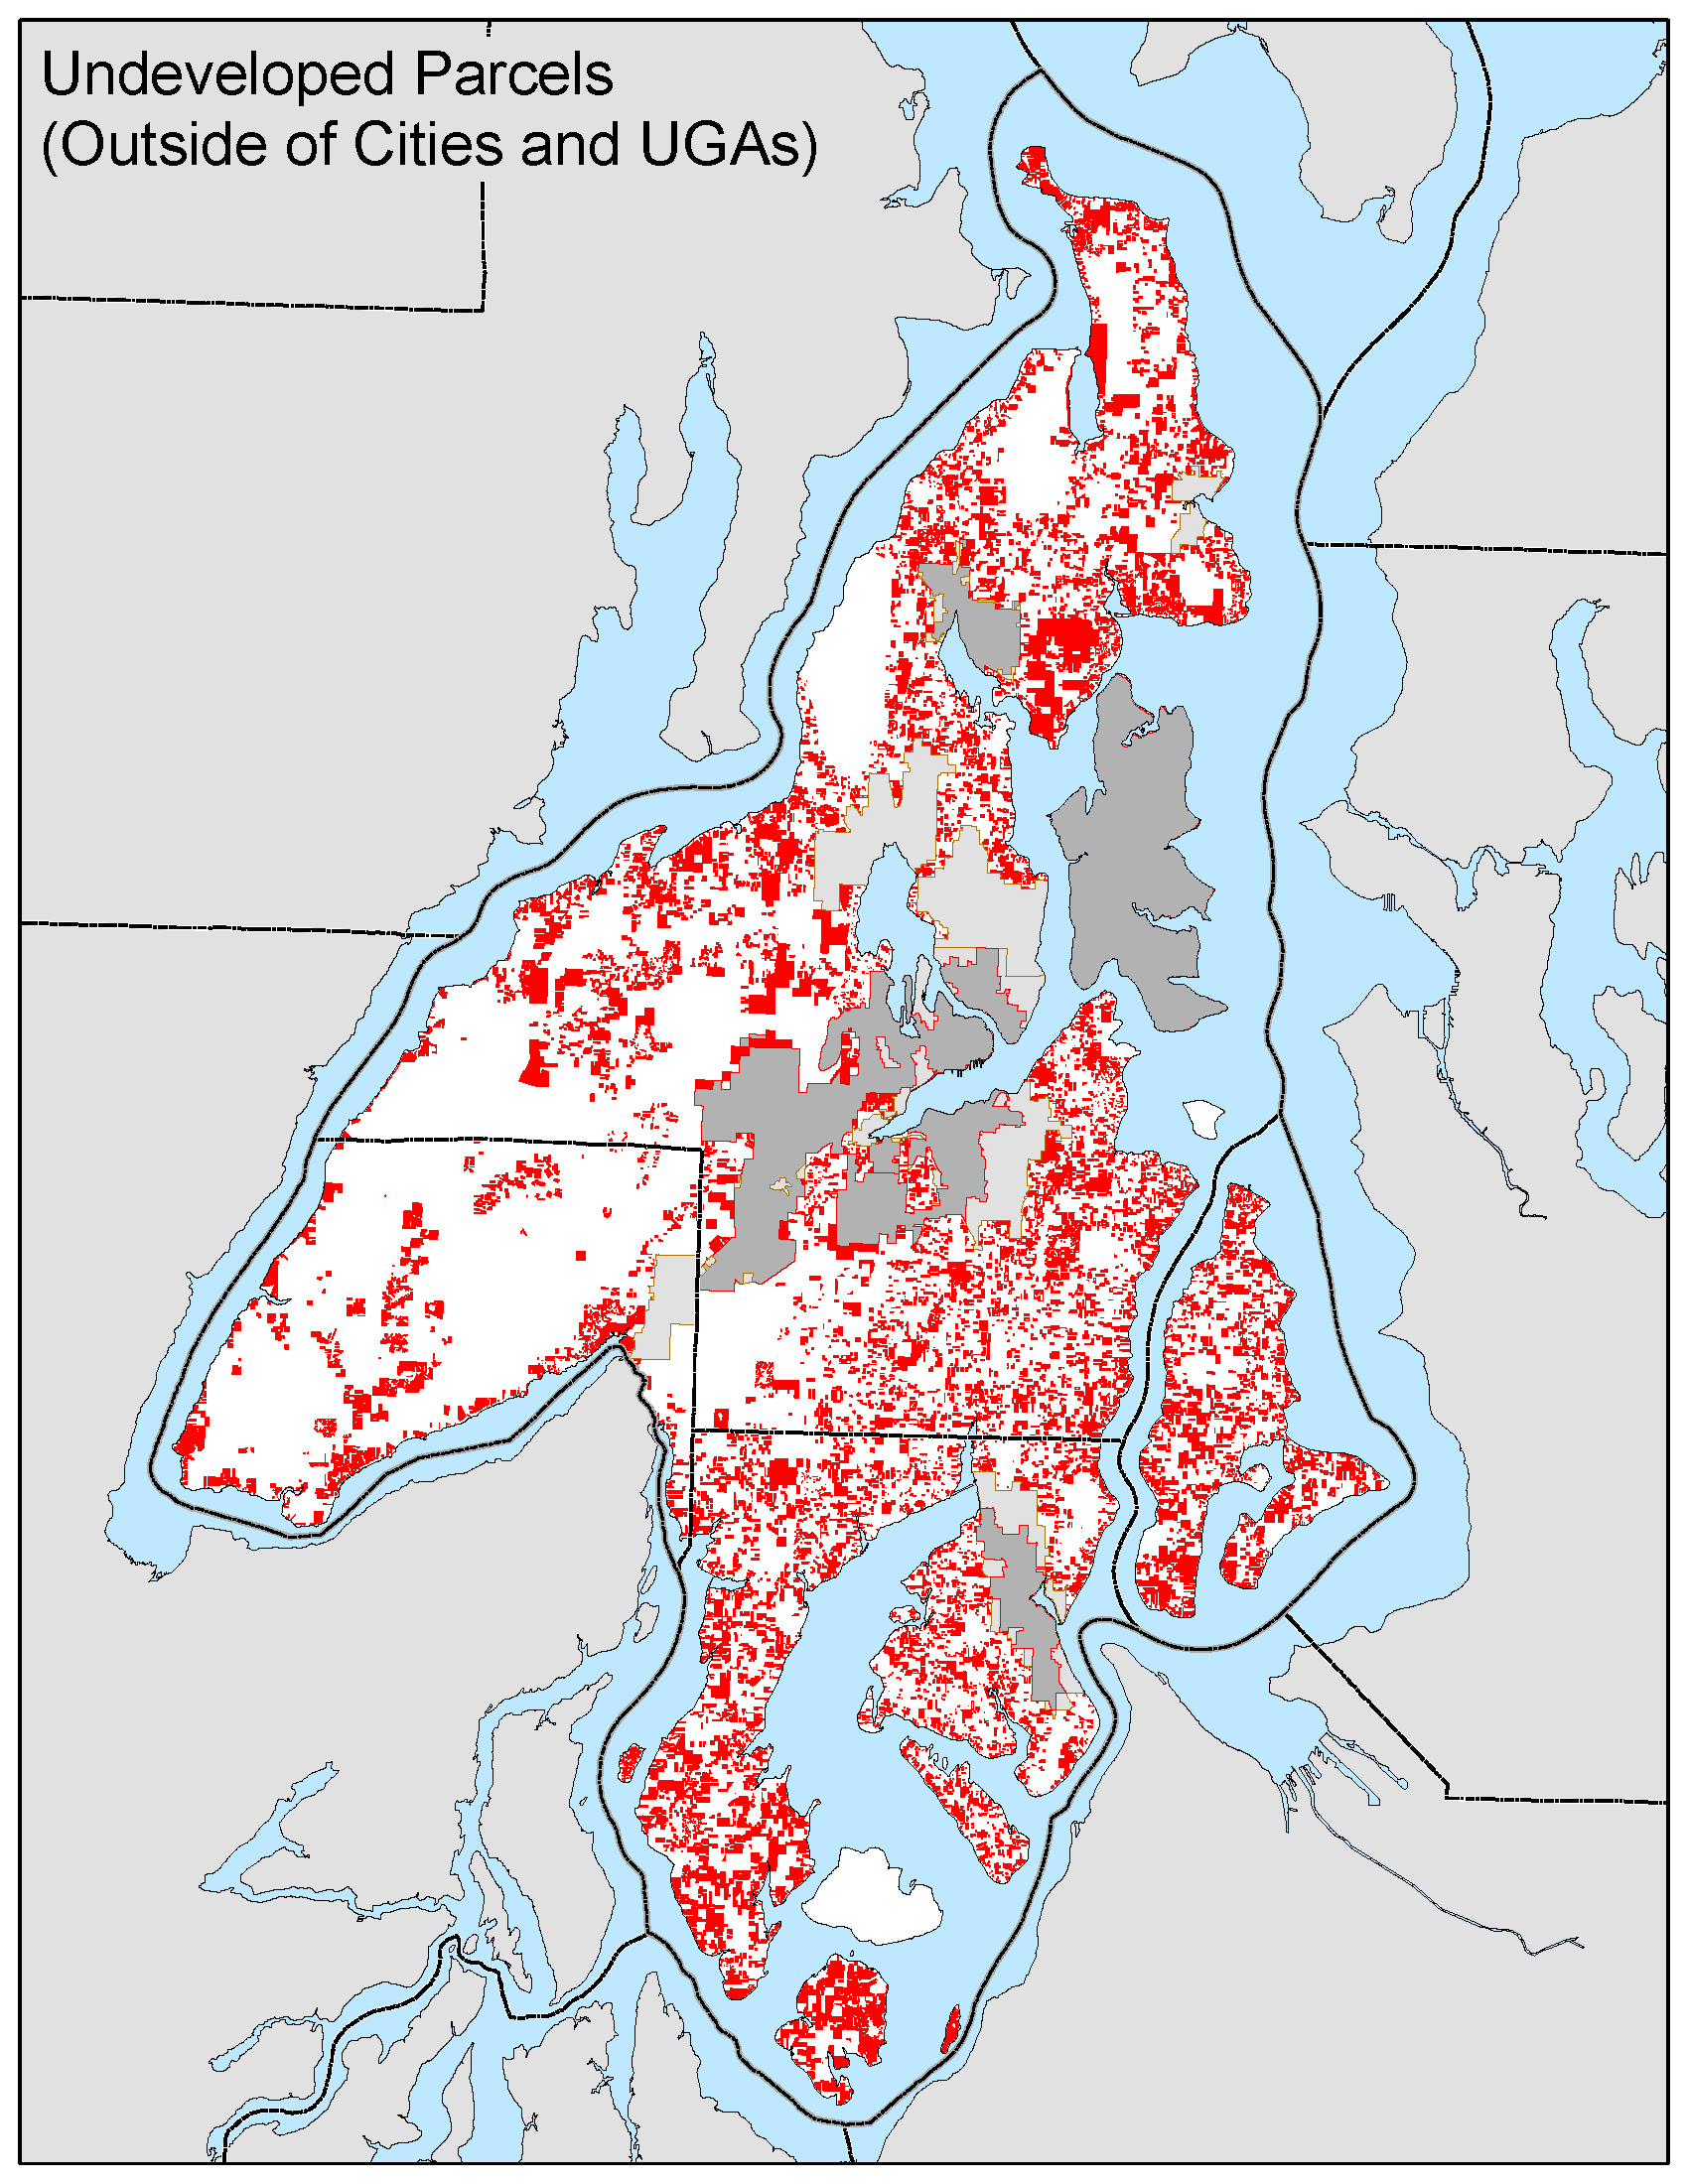 Undeveloped Parcels
(Outside of Cities and UGAs)